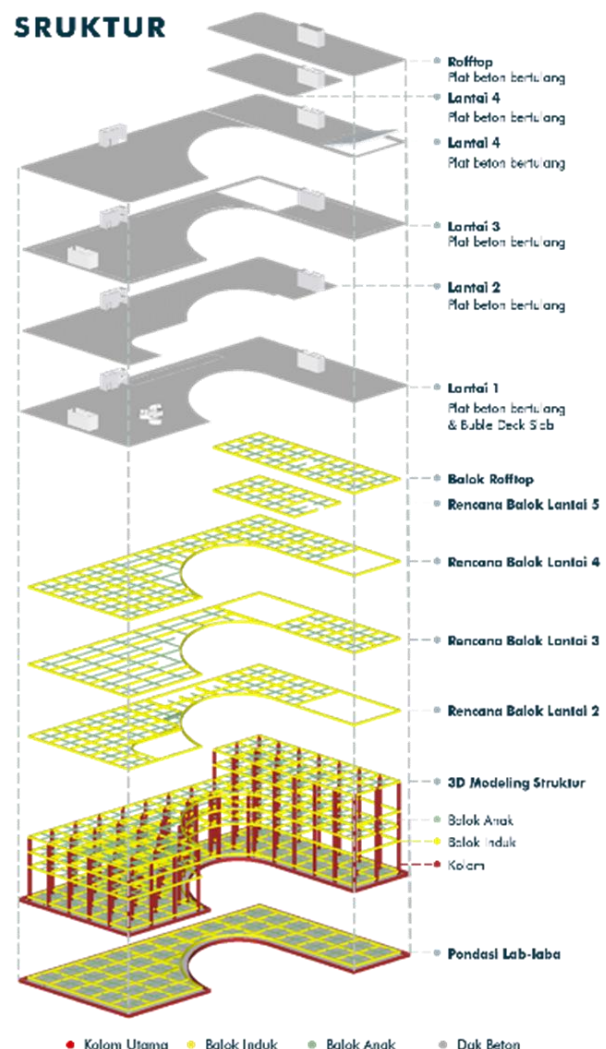 SRUKTUR
Rofftop
Plat beton bertulang
Lantai 4
Plat beton bertulang
Lantai 4
Plat beton bertulang
Lantai 3
Plat beton bertulang
Lantai 2
Plat beton bertulang
Lantai 1
Plat beton bertulang
& Buble Deck Slab
Balok Rofftop
Rencana Balok Lantai 5
Rencana Balok Lantai 4
Rencana Balok Lantai 3
Rencana Balok Lantai 2
3D Modeling Struktur
Balok Anak
Balok Induk
Kolom
Pondasi Lab-laba
Kolom Utama Balok Induk Balok Anak Dak Beton